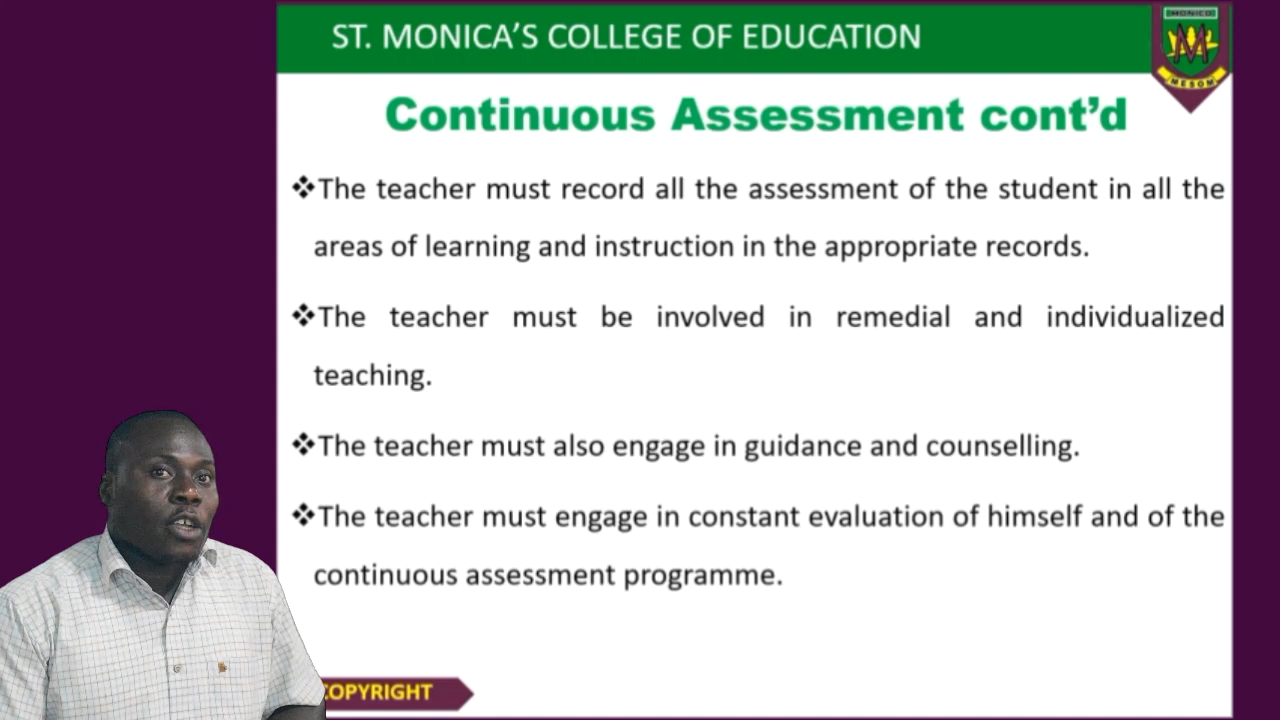 ST. MONICA'S COLLEGE OF EDUCATION
MONICO
M
MESOM
Continuous Assessment cont'd
❖The teacher must record all the assessment of the student in all the
areas of learning and instruction in the appropriate records.
❖The teacher must be involved in remedial and individualized
teaching.
❖The teacher must also engage in guidance and counselling.
❖The teacher must engage in constant evaluation of himself and of the
continuous assessment programme.
COPYRIGHT